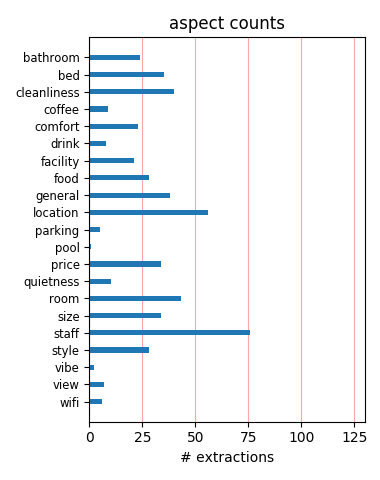 aspect counts
bathroom
bed
cleanliness
coffee
comfort
drink
facility
food
general
location
parking
pool
price
quietness
room
size
staff
style
vibe
view
wifi
0 25 50 75 100 125
# extractions